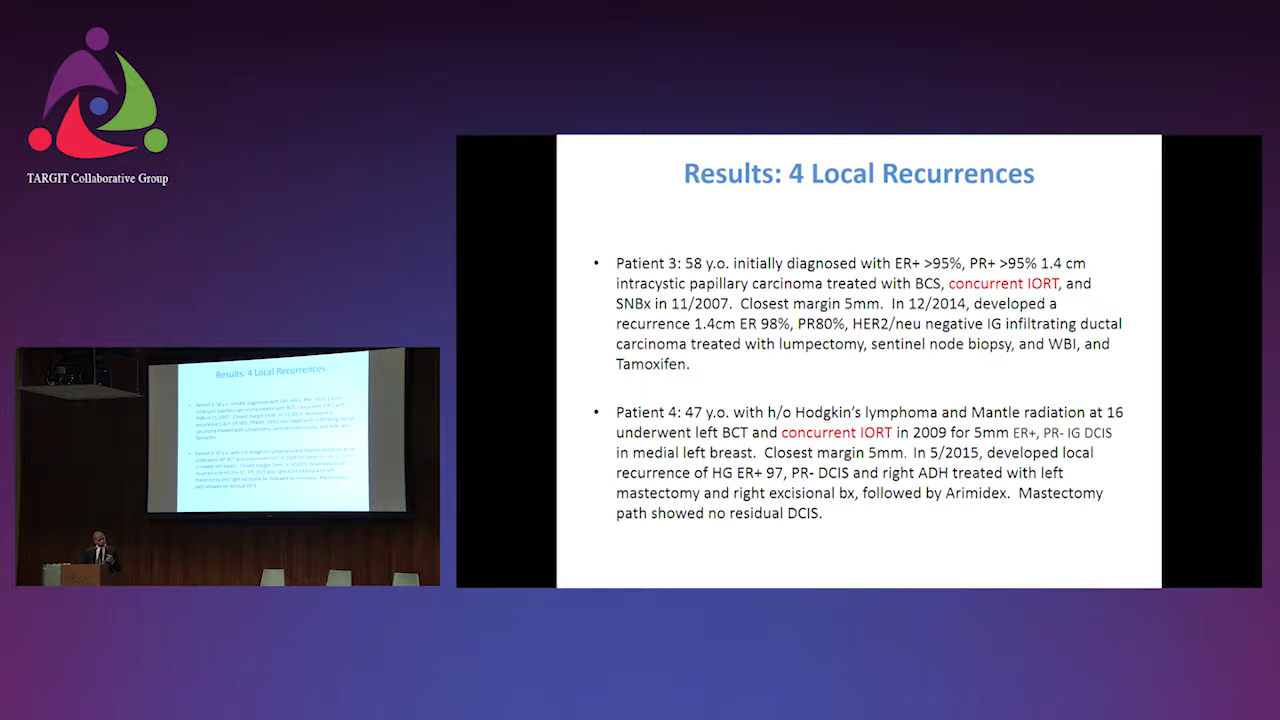 TARGIT Collaborative Group
Results: 4 Local Recurrences
• Patient 3: 58 y.o. initially diagnosed with ER+ >95%, PR+ >95% 1.4 cm
intracystic papillary carcinoma treated with BCS, concurrent IORT, and
SNBx in 11/2007. Closest margin 5mm. In 12/2014, developed a
recurrence 1.4cm ER 98%, PR80%, HER2/neu negative IG infiltrating ductal
carcinoma treated with lumpectomy, sentinel node biopsy, and WBI, and
Tamoxifen.
• Patient 4: 47 y.o. with h/o Hodgkin's lymphoma and Mantle radiation at 16
underwent left BCT and concurrent IORT in 2009 for 5mm ER+, PR- IG DCIS
in medial left breast. Closest margin 5mm. In 5/2015, developed local
recurrence of HG ER+ 97, PR- DCIS and right ADH treated with left
mastectomy and right excisional bx, followed by Arimidex. Mastectomy
path showed no residual DCIS.
Results: 4 Local Recurrences